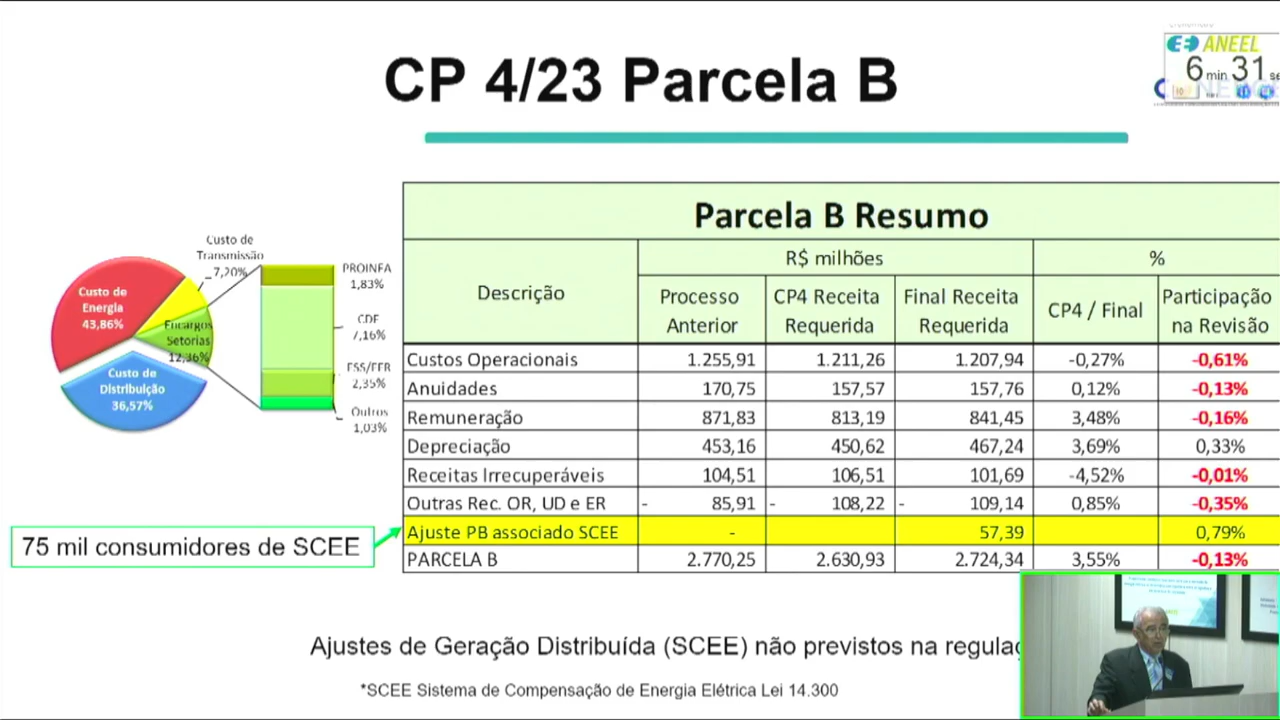 CP 4/23 Parcela B
ANEEL
6 min 31 se
Custo de
Transmissão
7,20%
Custo de
Energia
43,86%
Encargos
Setorias
12,36%
Custo de
Distribuição
36,57%
PROINFA
1,83%
CDE
7,16%
ESS/EER
2,35%
Outros
1,03%
Parcela B Resumo
Descrição R$ milhões %
Processo Anterior CP4 Receita Requerida Final Receita Requerida CP4 / Final Participação na Revisão
Custos Operacionais 1.255,91 1.211,26 1.207,94 -0,27% -0,61%
Anuidades 170,75 157,57 157,76 0,12% -0,13%
Remuneração 871,83 813,19 841,45 3,48% -0,16%
Depreciação 453,16 450,62 467,24 3,69% 0,33%
Receitas Irrecuperáveis 104,51 106,51 101,69 -4,52% -0,01%
Outras Rec. OR, UD e ER - 85,91 - 108,22 - 109,14 0,85% -0,35%
Ajuste PB associado SCEE - 57,39 0,79%
PARCELA B 2.770,25 2.630,93 2.724,34 3,55% -0,13%
75 mil consumidores de SCEE
Ajustes de Geração Distribuída (SCEE) não previstos na regulaç
*SCEE Sistema de Compensação de Energia Elétrica Lei 14.300